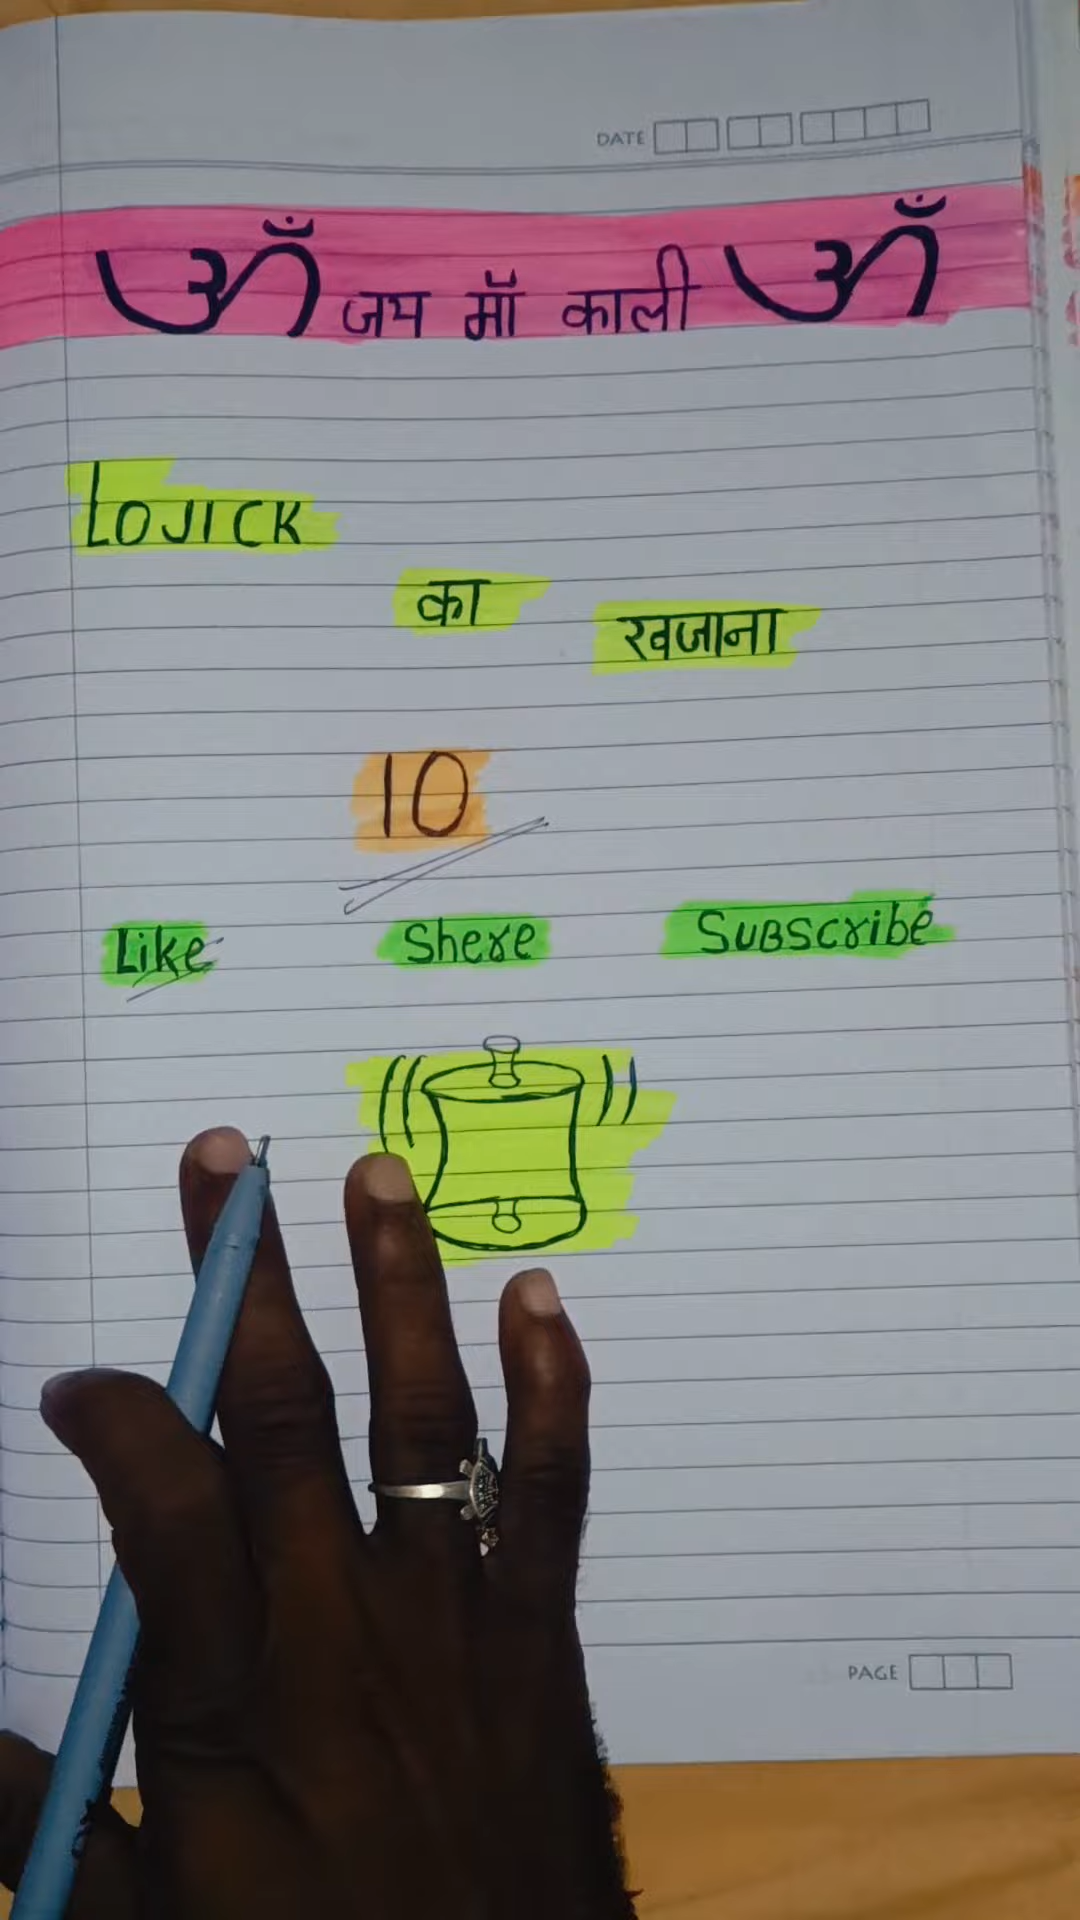 DATE
ॐ जय माँ काली ॐ
LOJICK
का
खजाना
10
Like Shere Subscribe
PAGE